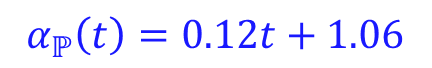 α_ℙ(t) = 0.12t + 1.06